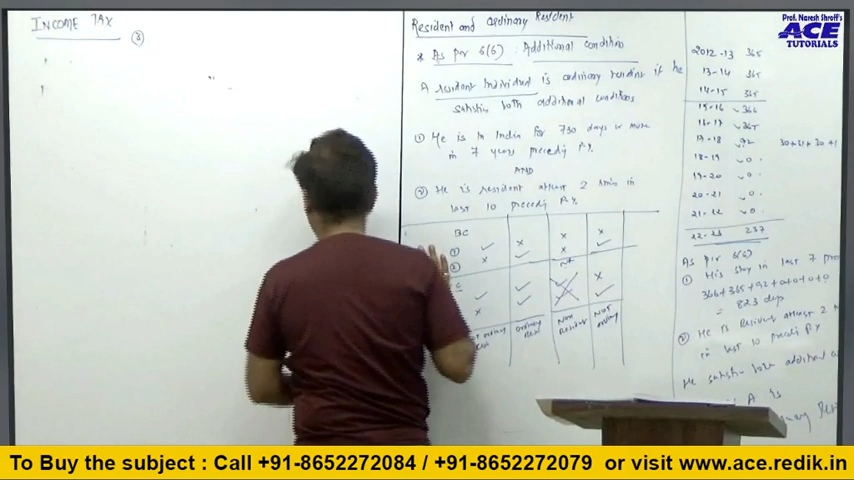 INCOME TAX
3
Resident and Ordinary Resident
* As per 6(6) : Additional condition
A resident individual is ordinary resident if he
satisfies both additional conditions
① He is in India for 730 days or more
in 7 years preceding P.Y.
AND
② He is resident atleast 2 times in
last 10 preceding P.Y.
BC
①
②
Ordinary
Non
Resident
Not
ordinary
Prof. Naresh Shroff's
ACE
TUTORIALS
2012-13 365
13-14 365
14-15 365
15-16 366
16-17 365
17-18 92 30+31+30+1
18-19 0
19-20 0
20-21 0
21-22 0
22-23 237
As per 6(6)
① His stay in last 7
366+365+92+0+0+0+0
= 823 days
② He is Resident atleast 2
in last 10 preceding P.Y
He satisfies both additional
A is
To Buy the subject : Call +91-8652272084 / +91-8652272079 or visit www.ace.redik.in